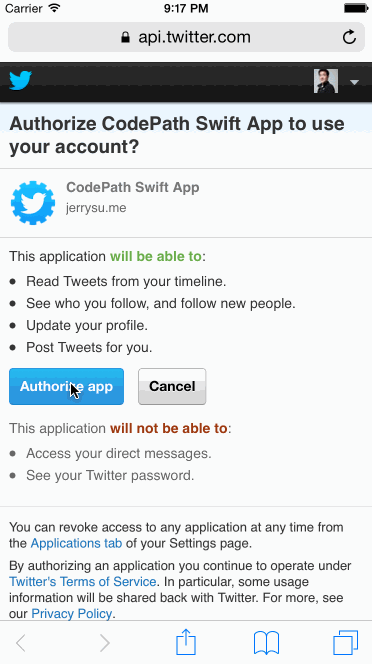 Carrier 9:17 PM
api.twitter.com
Authorize CodePath Swift App to use
your account?
CodePath Swift App
jerrysu.me
This application will be able to:
• Read Tweets from your timeline.
• See who you follow, and follow new people.
• Update your profile.
• Post Tweets for you.
Authorize app Cancel
This application will not be able to:
• Access your direct messages.
• See your Twitter password.
You can revoke access to any application at any time from
the Applications tab of your Settings page.
By authorizing an application you continue to operate under
Twitter's Terms of Service. In particular, some usage
information will be shared back with Twitter. For more, see
our Privacy Policy.